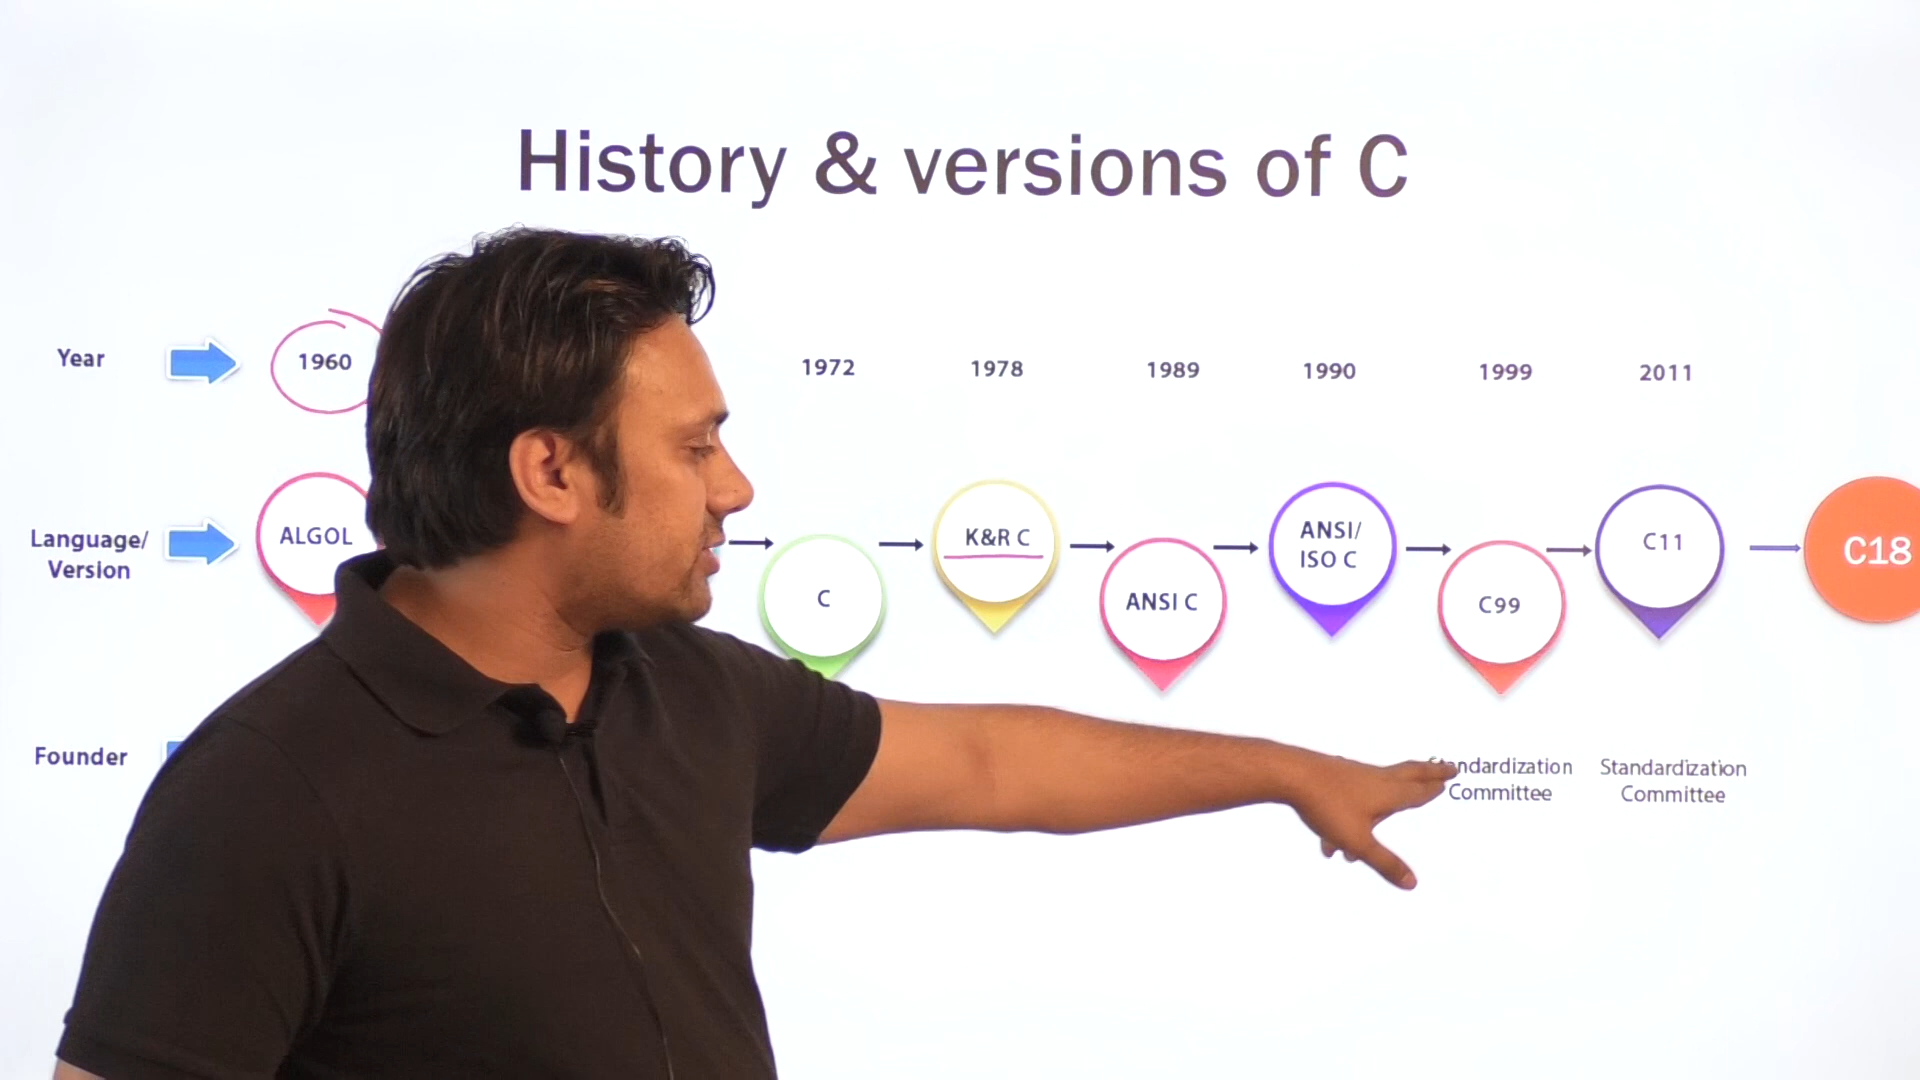 History & versions of C
Year
1960
1972
1978
1989
1990
1999
2011
Language/
Version
ALGOL
C
K&R C
ANSI C
ANSI/
ISO C
C99
C11
C18
Founder
Standardization
Committee
Standardization
Committee